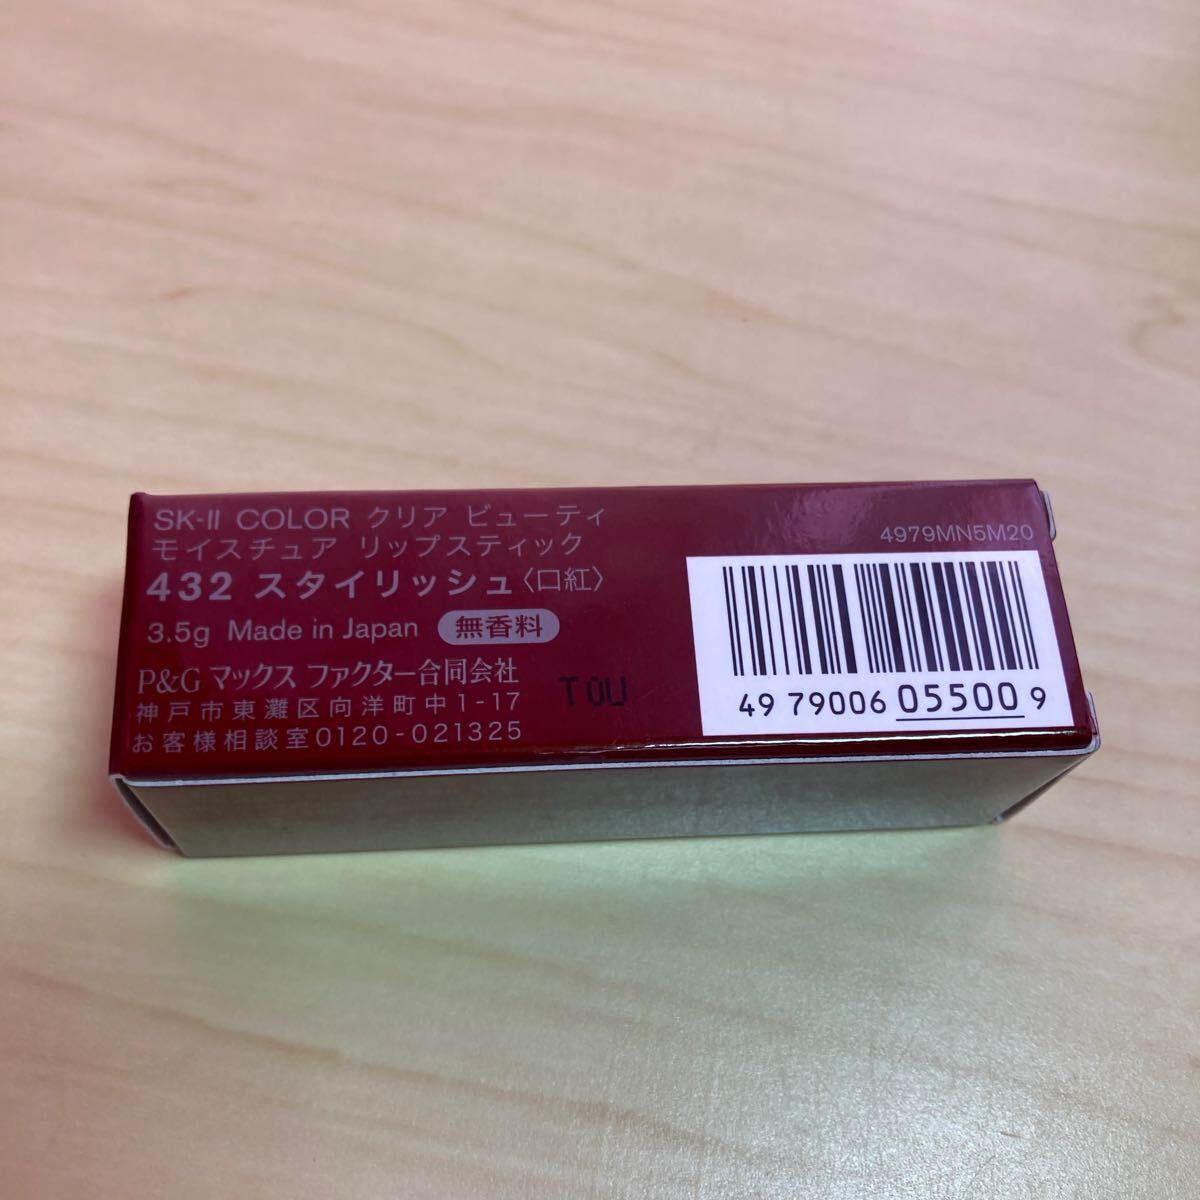 SK-II COLOR クリア ビューティ
モイスチュア リップスティック
432 スタイリッシュ〈口紅〉
3.5g Made in Japan 無香料
P&G マックス ファクター合同会社
神戸市東灘区向洋町中1-17
お客様相談室0120-021325
T0U
4979MN5M20
49 79006 05500 9